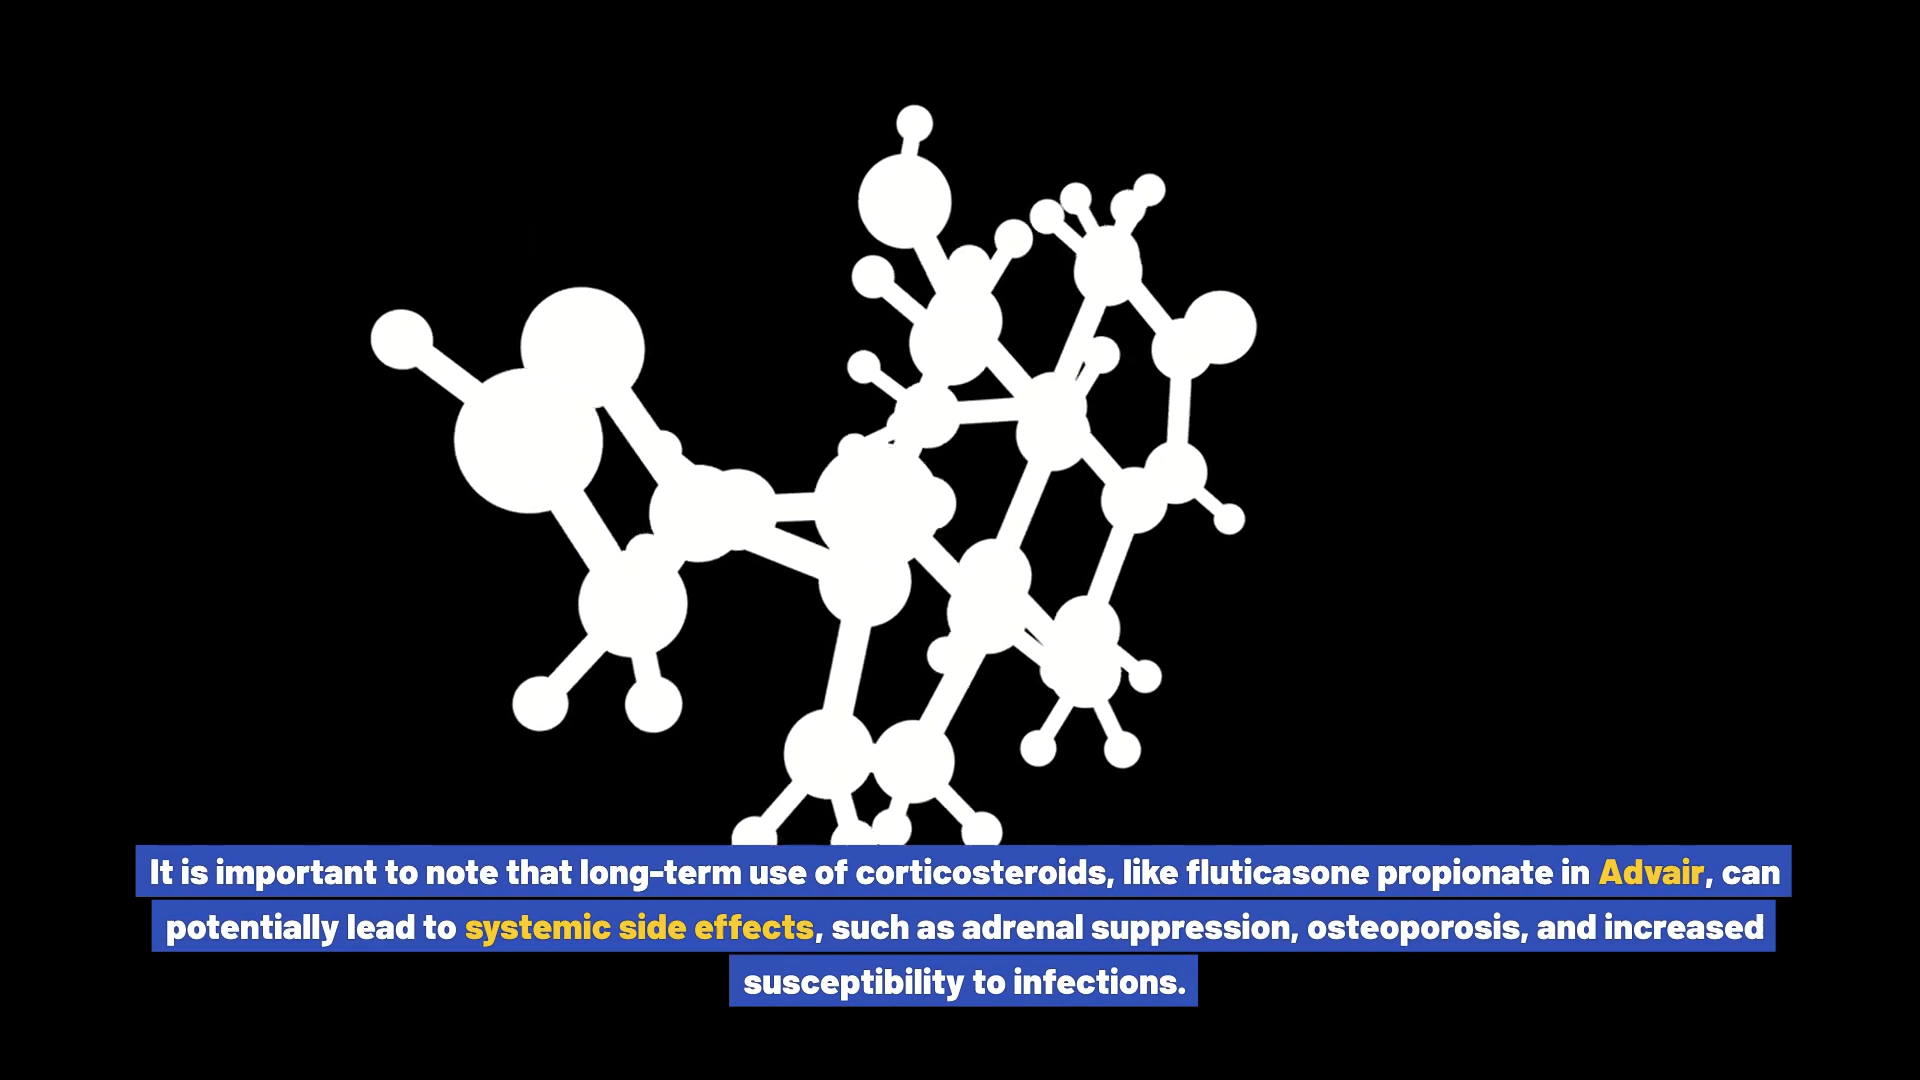 It is important to note that long-term use of corticosteroids, like fluticasone propionate in Advair, can
potentially lead to systemic side effects, such as adrenal suppression, osteoporosis, and increased
susceptibility to infections.